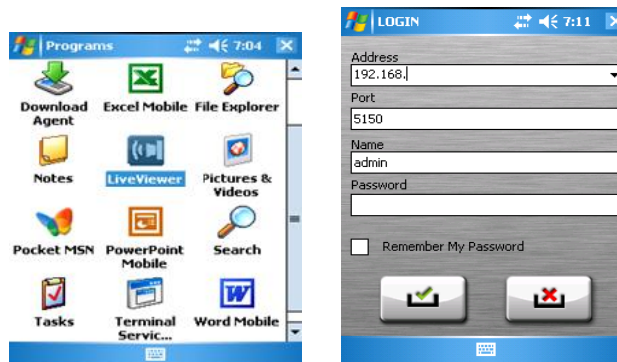 Programs 7:04
Download Agent
Excel Mobile
File Explorer
Notes
LiveViewer
Pictures & Videos
Pocket MSN
PowerPoint Mobile
Search
Tasks
Terminal Servic...
Word Mobile
LOGIN 7:11
Address
192.168.
Port
5150
Name
admin
Password
Remember My Password